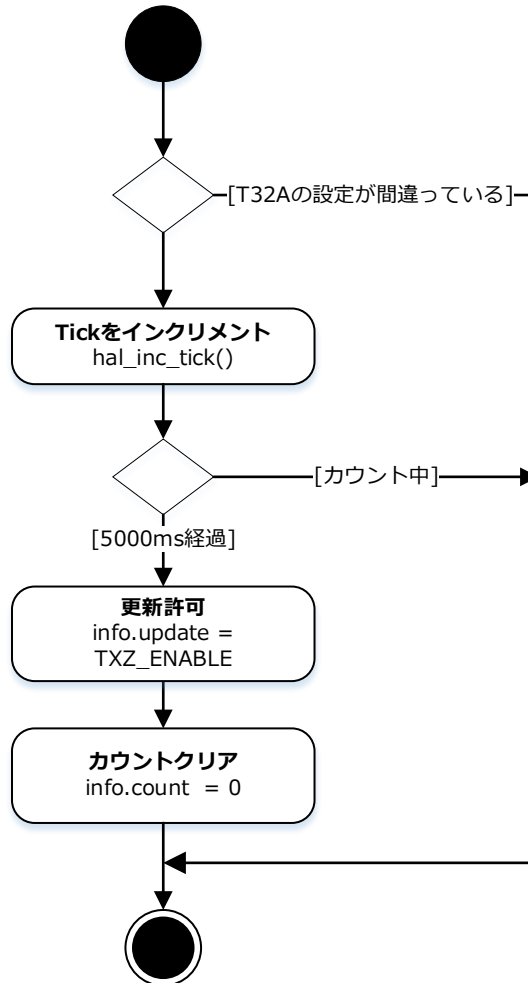 [T32Aの設定が間違っている]
Tickをインクリメント
hal_inc_tick()
[カウント中]
[5000ms経過]
更新許可
info.update =
TXZ_ENABLE
カウントクリア
info.count = 0